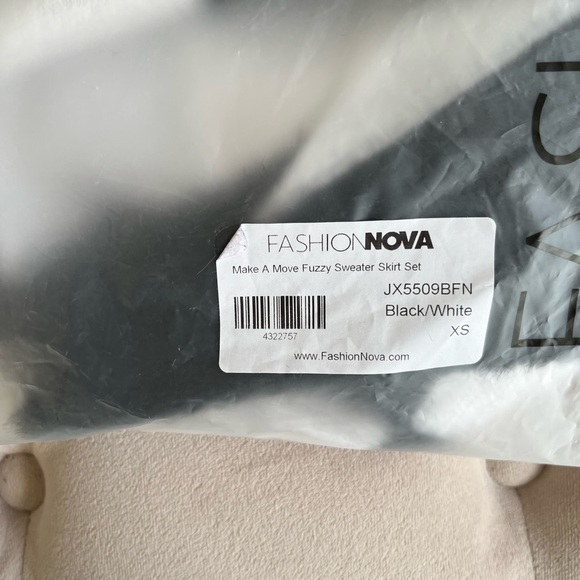 FASHIONNOVA
Make A Move Fuzzy Sweater Skirt Set
JX5509BFN
Black/White
4322757
XS
www.FashionNova.com